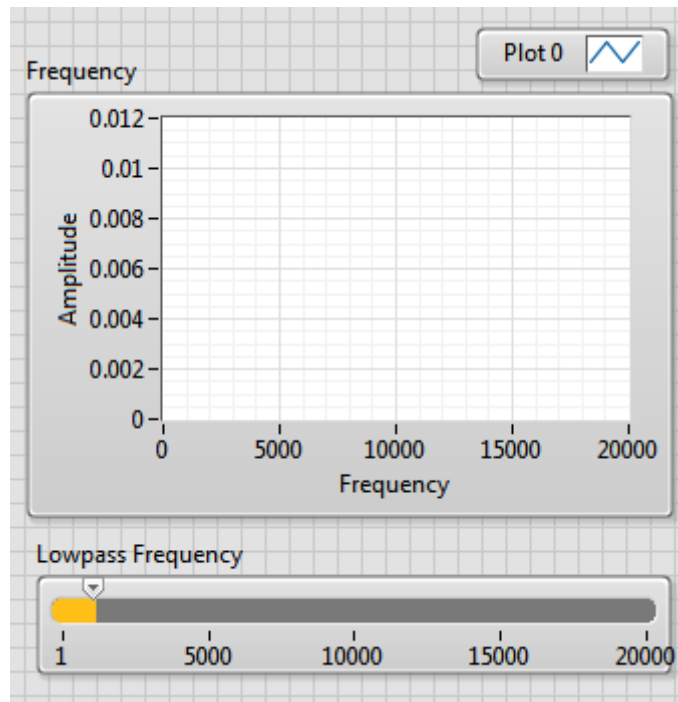 Plot 0
Frequency
0.012
0.01
0.008
0.006
0.004
0.002
0
Amplitude
0 5000 10000 15000 20000
Frequency
Lowpass Frequency
1 5000 10000 15000 20000